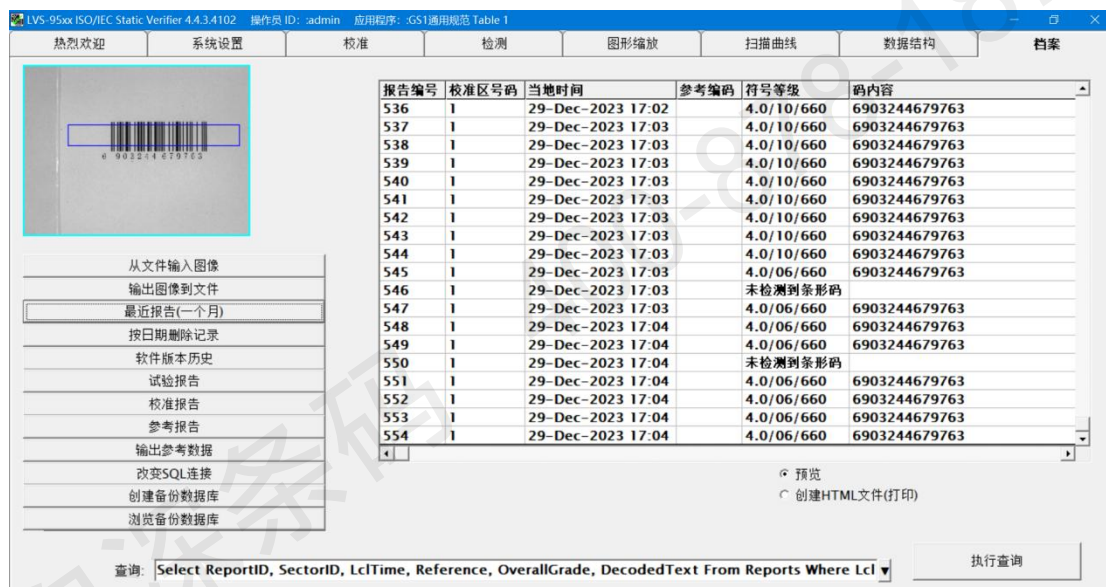 LVS-95xx ISO/IEC Static Verifier 4.4.3.4102 操作员 ID: :admin 应用程序: :GS1通用规范 Table 1
热烈欢迎 系统设置 校准 检测 图形缩放 扫描曲线 数据结构 档案
6 903244 679763
报告编号 校准区号码 当地时间 参考编码 符号等级 码内容
536 1 29-Dec-2023 17:02 4.0/10/660 6903244679763
537 1 29-Dec-2023 17:03 4.0/10/660 6903244679763
538 1 29-Dec-2023 17:03 4.0/10/660 6903244679763
539 1 29-Dec-2023 17:03 4.0/10/660 6903244679763
540 1 29-Dec-2023 17:03 4.0/10/660 6903244679763
541 1 29-Dec-2023 17:03 4.0/10/660 6903244679763
542 1 29-Dec-2023 17:03 4.0/10/660 6903244679763
543 1 29-Dec-2023 17:03 4.0/10/660 6903244679763
544 1 29-Dec-2023 17:03 4.0/10/660 6903244679763
545 1 29-Dec-2023 17:03 4.0/06/660 6903244679763
546 1 29-Dec-2023 17:03 未检测到条形码
547 1 29-Dec-2023 17:03 4.0/06/660 6903244679763
548 1 29-Dec-2023 17:04 4.0/06/660 6903244679763
549 1 29-Dec-2023 17:04 4.0/06/660 6903244679763
550 1 29-Dec-2023 17:04 未检测到条形码
551 1 29-Dec-2023 17:04 4.0/06/660 6903244679763
552 1 29-Dec-2023 17:04 4.0/06/660 6903244679763
553 1 29-Dec-2023 17:04 4.0/06/660 6903244679763
554 1 29-Dec-2023 17:04 4.0/06/660 6903244679763
从文件输入图像
输出图像到文件
最近报告(一个月)
按日期删除记录
软件版本历史
试验报告
校准报告
参考报告
输出参考数据
改变SQL连接
创建备份数据库
浏览备份数据库
预览
创建HTML文件(打印)
查询: Select ReportID, SectorID, LclTime, Reference, OverallGrade, DecodedText From Reports Where Lcl
执行查询